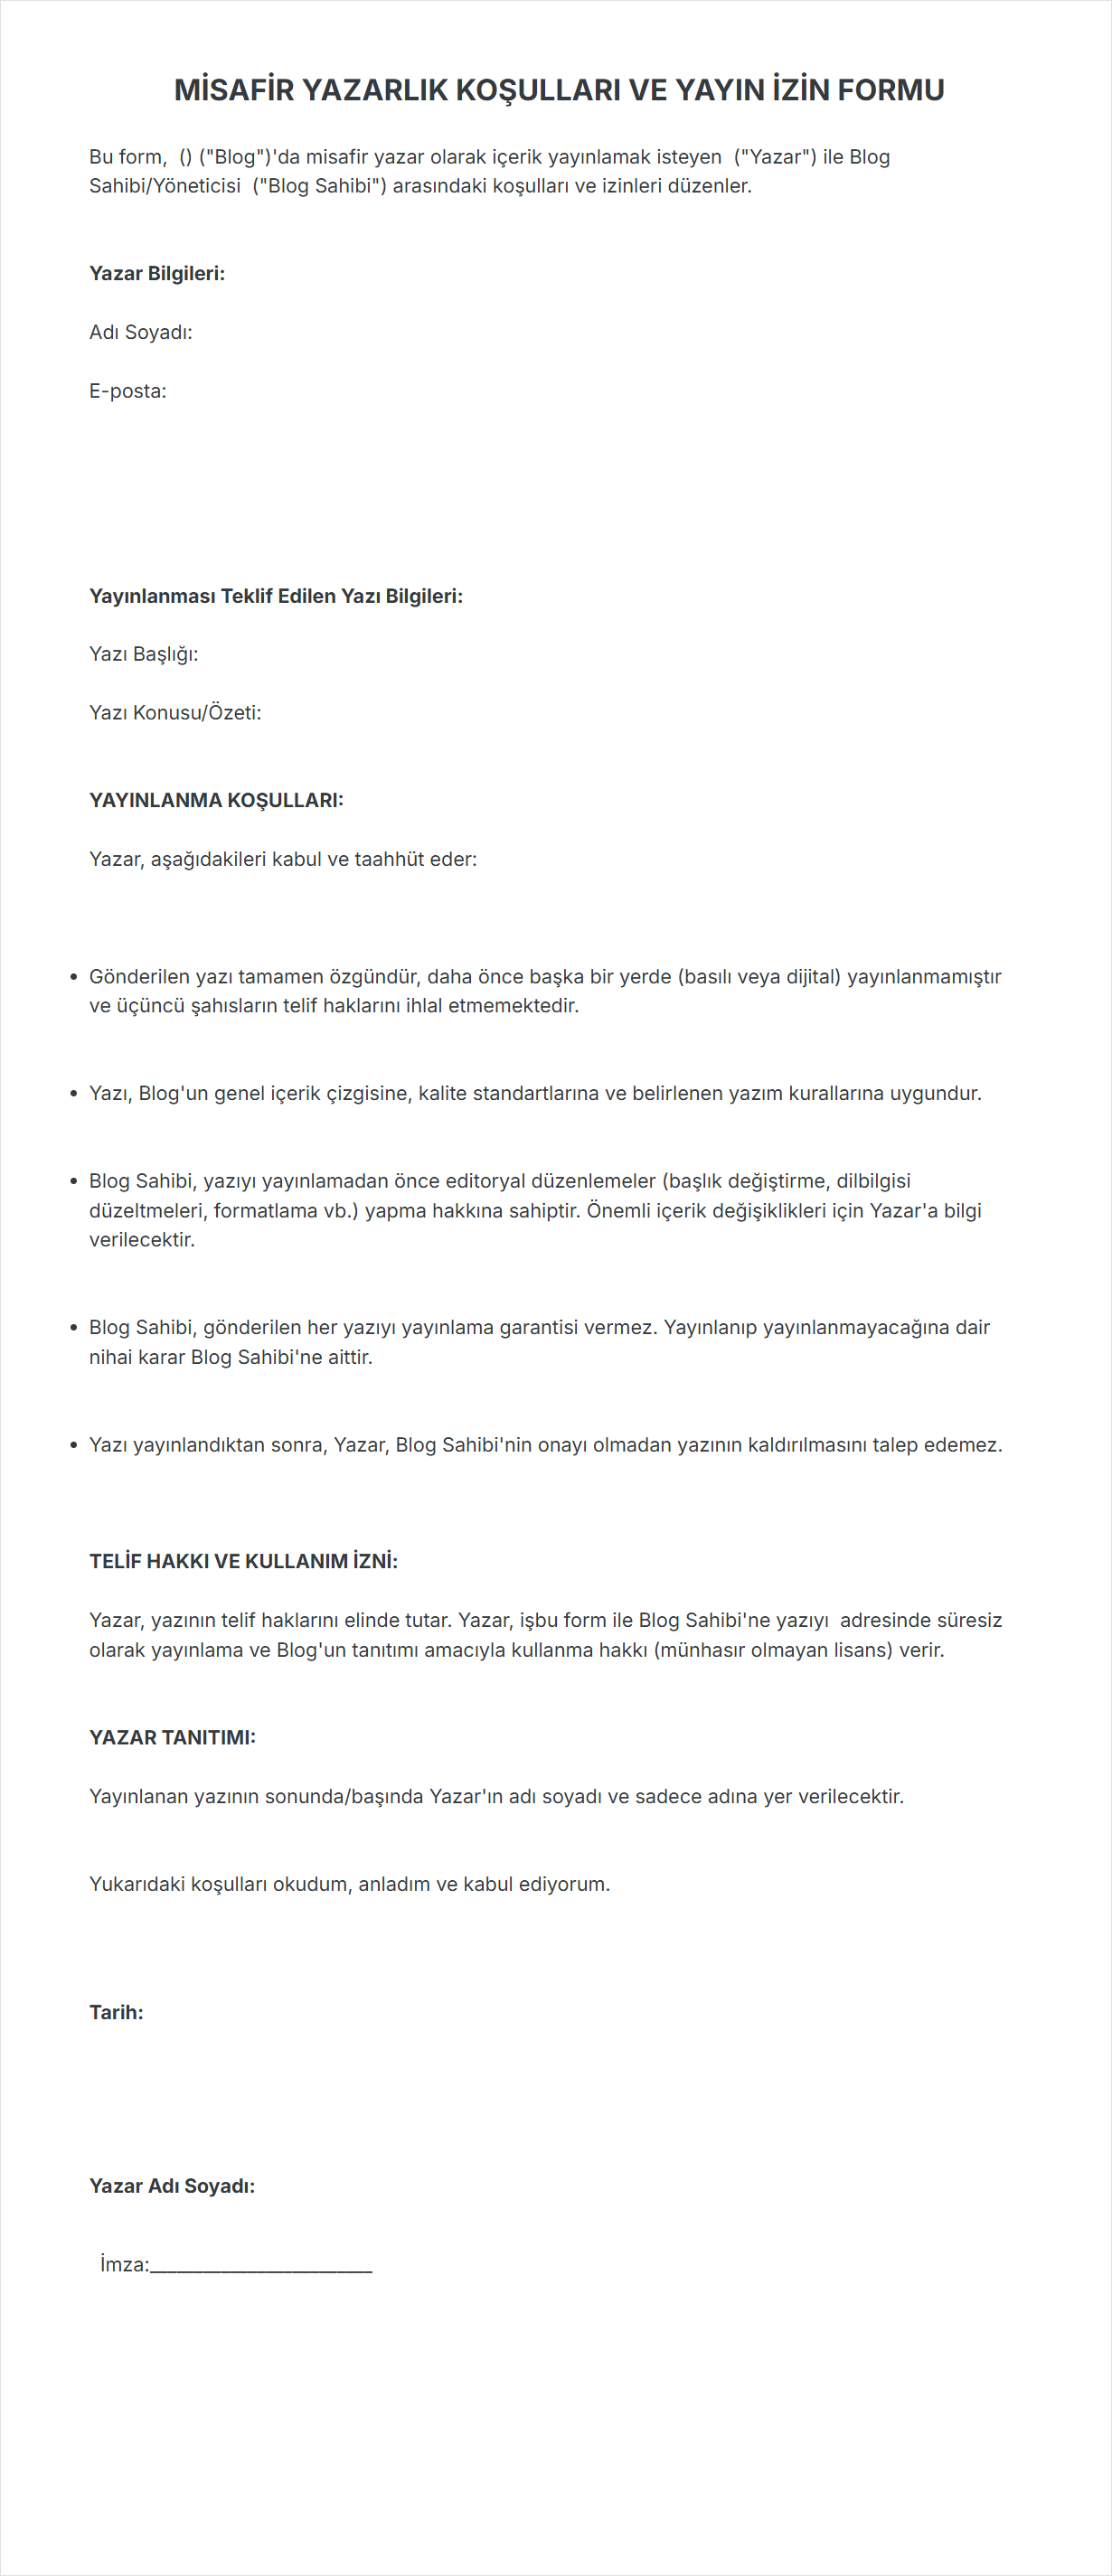 MİSAFİR YAZARLIK KOŞULLARI VE YAYIN İZİN FORMU
Bu form,  () ("Blog")'da misafir yazar olarak içerik yayınlamak isteyen  ("Yazar") ile Blog
Sahibi/Yöneticisi  ("Blog Sahibi") arasındaki koşulları ve izinleri düzenler.
Yazar Bilgileri:
Adı Soyadı:
E-posta:
Yayınlanması Teklif Edilen Yazı Bilgileri:
Yazı Başlığı:
Yazı Konusu/Özeti:
YAYINLANMA KOŞULLARI:
Yazar, aşağıdakileri kabul ve taahhüt eder:
• Gönderilen yazı tamamen özgündür, daha önce başka bir yerde (basılı veya dijital) yayınlanmamıştır
ve üçüncü şahısların telif haklarını ihlal etmemektedir.
• Yazı, Blog'un genel içerik çizgisine, kalite standartlarına ve belirlenen yazım kurallarına uygundur.
• Blog Sahibi, yazıyı yayınlamadan önce editoryal düzenlemeler (başlık değiştirme, dilbilgisi
düzeltmeleri, formatlama vb.) yapma hakkına sahiptir. Önemli içerik değişiklikleri için Yazar'a bilgi
verilecektir.
• Blog Sahibi, gönderilen her yazıyı yayınlama garantisi vermez. Yayınlanıp yayınlanmayacağına dair
nihai karar Blog Sahibi'ne aittir.
• Yazı yayınlandıktan sonra, Yazar, Blog Sahibi'nin onayı olmadan yazının kaldırılmasını talep edemez.
TELİF HAKKI VE KULLANIM İZNİ:
Yazar, yazının telif haklarını elinde tutar. Yazar, işbu form ile Blog Sahibi'ne yazıyı  adresinde süresiz
olarak yayınlama ve Blog'un tanıtımı amacıyla kullanma hakkı (münhasır olmayan lisans) verir.
YAZAR TANITIMI:
Yayınlanan yazının sonunda/başında Yazar'ın adı soyadı ve sadece adına yer verilecektir.
Yukarıdaki koşulları okudum, anladım ve kabul ediyorum.
Tarih:
Yazar Adı Soyadı:
İmza:_________________________